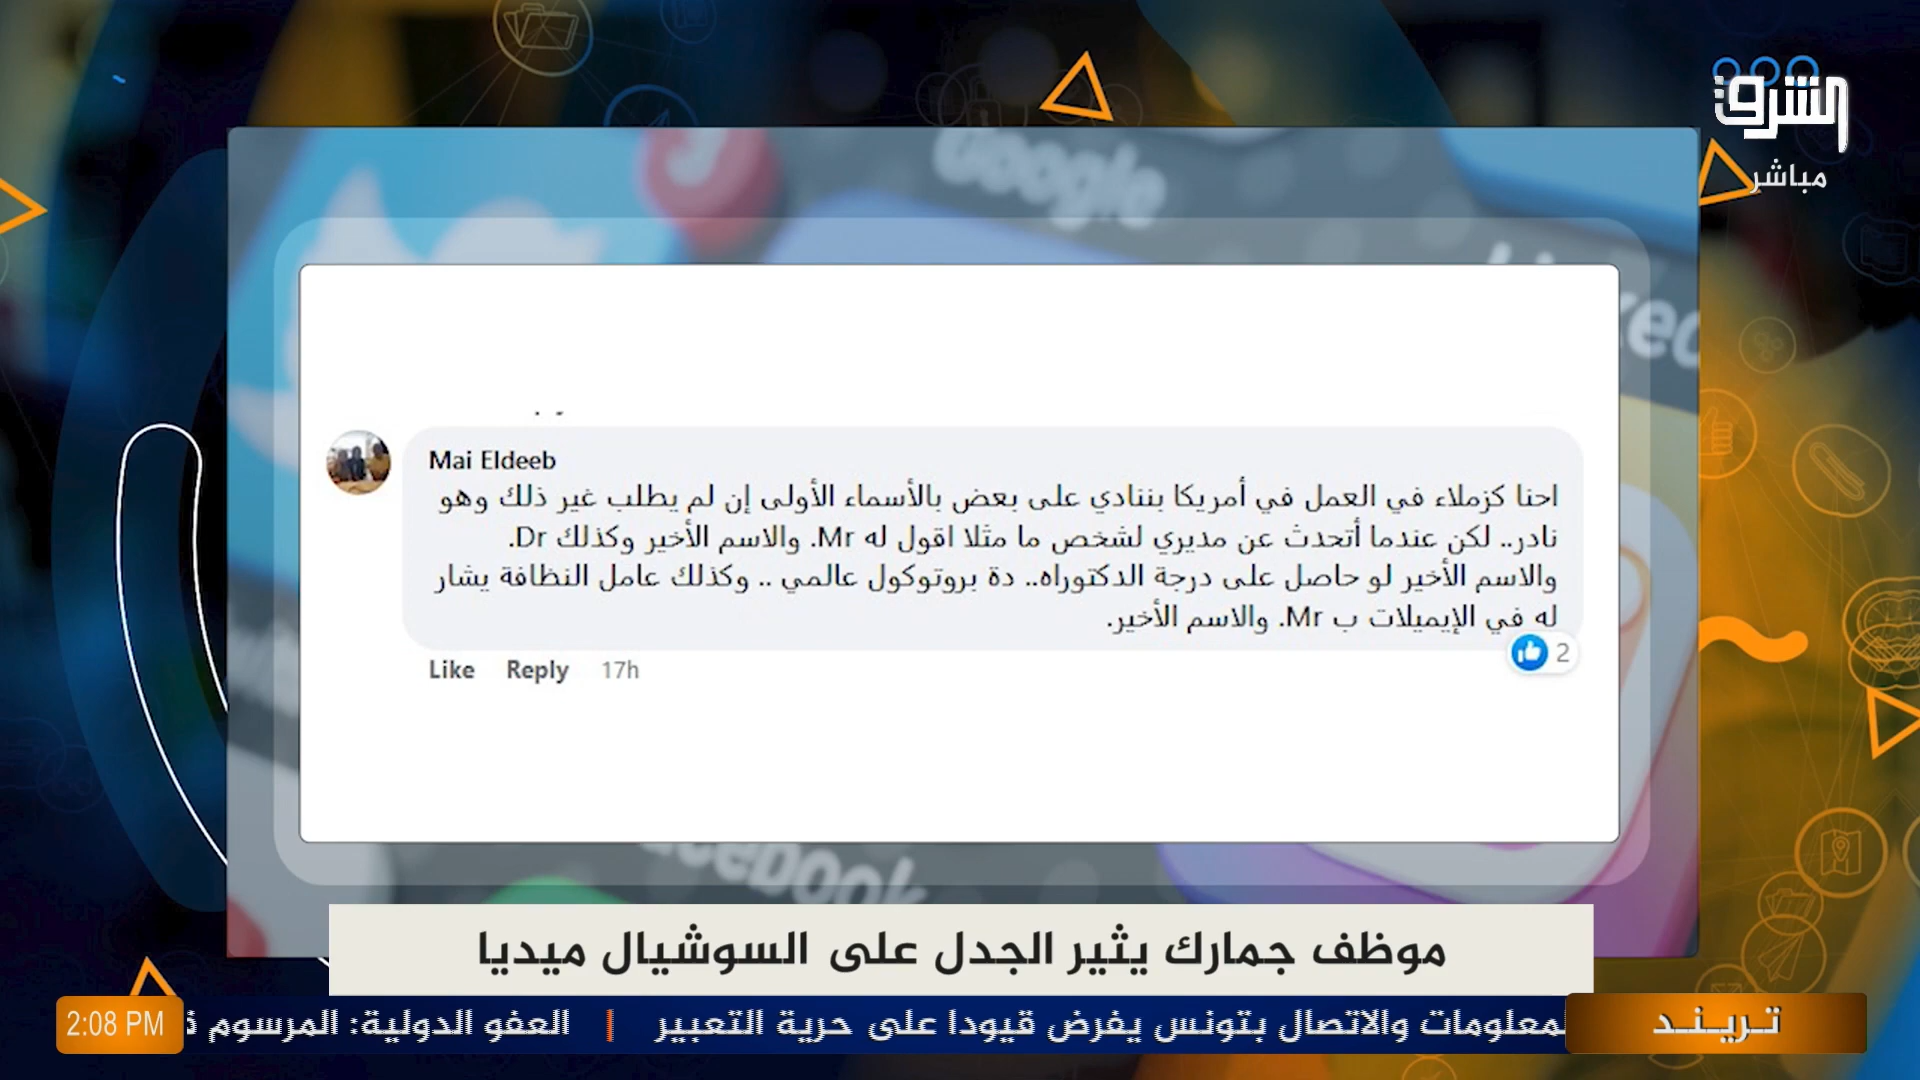 الشرق
مباشر
Google
Mai Eldeeb
احنا كزملاء في العمل في أمريكا بننادي على بعض بالأسماء الأولى إن لم يطلب غير ذلك وهو
نادر.. لكن عندما أتحدث عن مديري لشخص ما مثلا اقول له Mr. والاسم الأخير وكذلك Dr.
والاسم الأخير لو حاصل على درجة الدكتوراه.. دة بروتوكول عالمي .. وكذلك عامل النظافة يشار
له في الإيميلات ب Mr. والاسم الأخير.
Like Reply 17h
2
موظف جمارك يثير الجدل على السوشيال ميديا
تريند
لمعلومات والاتصال بتونس يفرض قيودا على حرية التعبير | العفو الدولية: المرسوم
2:08 PM